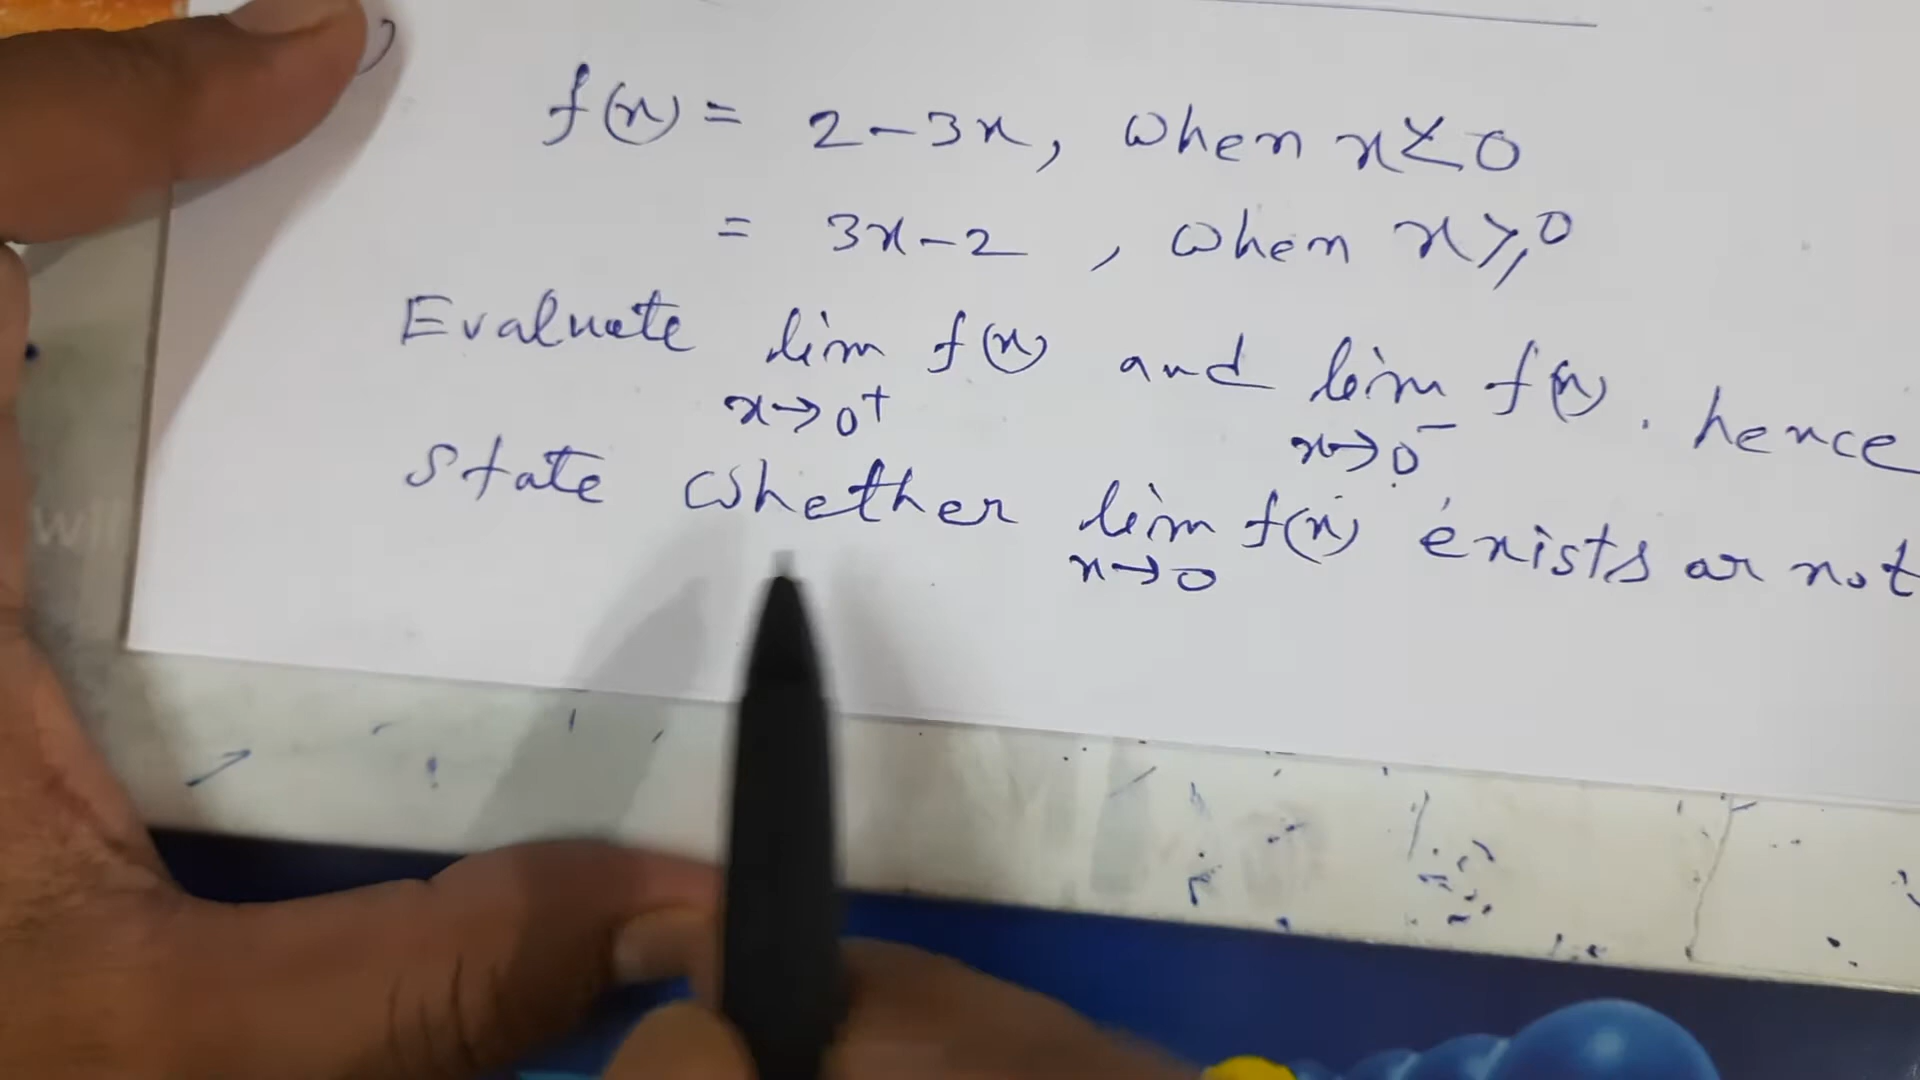 f(x) = 2-3x, when x<0
= 3x-2, when x≥0
Evaluate lim f(x) and lim f(x). hence
x→0+ x→0-
state whether lim f(x) exists or not
x→0